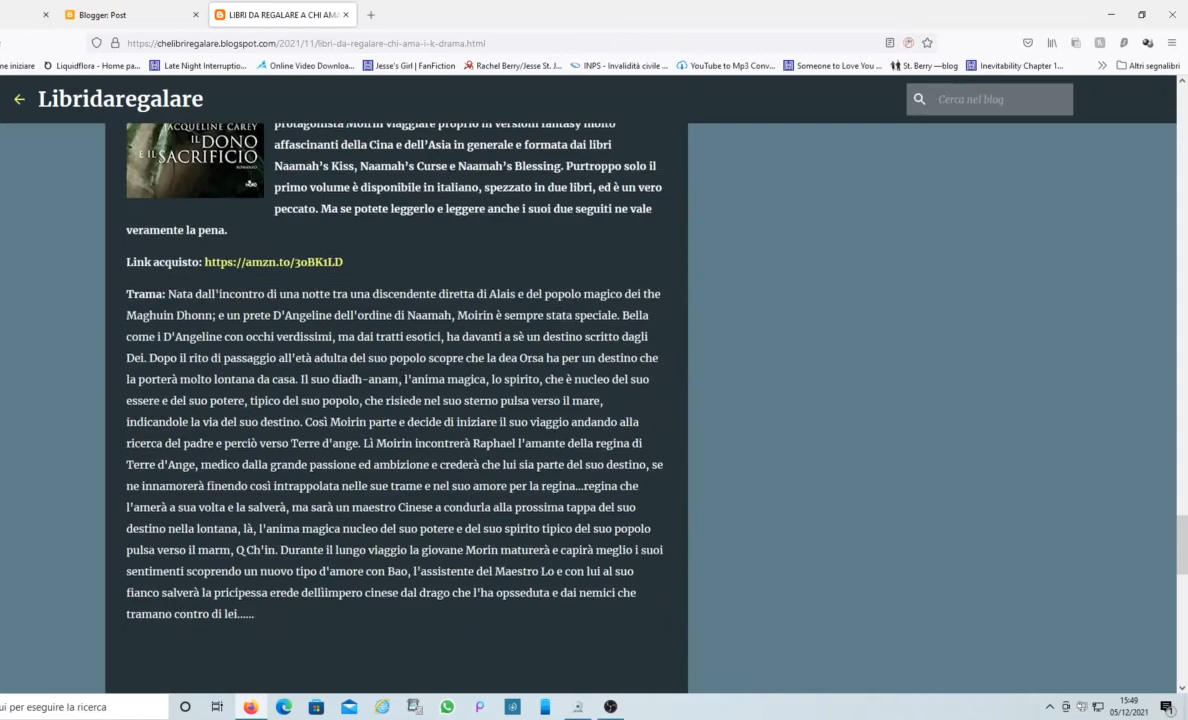 Blogger: Post
LIBRI DA REGALARE A CHI AMA
https://chelibriregalare.blogspot.com/2021/11/libri-da-regalare-chi-ama-i-k-drama.html
me iniziare
Liquidflora - Home pa...
Late Night Interruptio...
Online Video Downloa...
Jesse's Girl | FanFiction
Rachel Berry/Jesse St. J...
INPS - Invalidità civile ...
YouTube to Mp3 Conv...
Someone to Love You ...
St. Berry —blog
Inevitability Chapter 1...
Altri segnalibri
Libridaregalare
Cerca nel blog
JACQUELINE CAREY
IL DONO
E IL SACRIFICIO
ROMANZO
protagonista Moirin viaggiare proprio in versioni fantasy molto
affascinanti della Cina e dell'Asia in generale e formata dai libri
Naamah's Kiss, Naamah's Curse e Naamah's Blessing. Purtroppo solo il
primo volume è disponibile in italiano, spezzato in due libri, ed è un vero
peccato. Ma se potete leggerlo e leggere anche i suoi due seguiti ne vale
veramente la pena.
Link acquisto: https://amzn.to/3oBK1LD
Trama: Nata dall'incontro di una notte tra una discendente diretta di Alais e del popolo magico dei the
Maghuin Dhonn; e un prete D'Angeline dell'ordine di Naamah, Moirin è sempre stata speciale. Bella
come i D'Angeline con occhi verdissimi, ma dai tratti esotici, ha davanti a sè un destino scritto dagli
Dei. Dopo il rito di passaggio all'età adulta del suo popolo scopre che la dea Orsa ha per un destino che
la porterà molto lontana da casa. Il suo diadh-anam, l'anima magica, lo spirito, che è nucleo del suo
essere e del suo potere, tipico del suo popolo, che risiede nel suo sterno pulsa verso il mare,
indicandole la via del suo destino. Così Moirin parte e decide di iniziare il suo viaggio andando alla
ricerca del padre e perciò verso Terre d'ange. Lì Moirin incontrerà Raphael l'amante della regina di
Terre d'Ange, medico dalla grande passione ed ambizione e crederà che lui sia parte del suo destino, se
ne innamorerà finendo così intrappolata nelle sue trame e nel suo amore per la regina...regina che
l'amerà a sua volta e la salverà, ma sarà un maestro Cinese a condurla alla prossima tappa del suo
destino nella lontana, là, l'anima magica nucleo del suo potere e del suo spirito tipico del suo popolo
pulsa verso il marm, Q Ch'in. Durante il lungo viaggio la giovane Morin maturerà e capirà meglio i suoi
sentimenti scoprendo un nuovo tipo d'amore con Bao, l'assistente del Maestro Lo e con lui al suo
fianco salverà la pricipessa erede dellìimpero cinese dal drago che l'ha opsseduta e dai nemici che
tramano contro di lei......
ui per eseguire la ricerca
15:49
05/12/2021